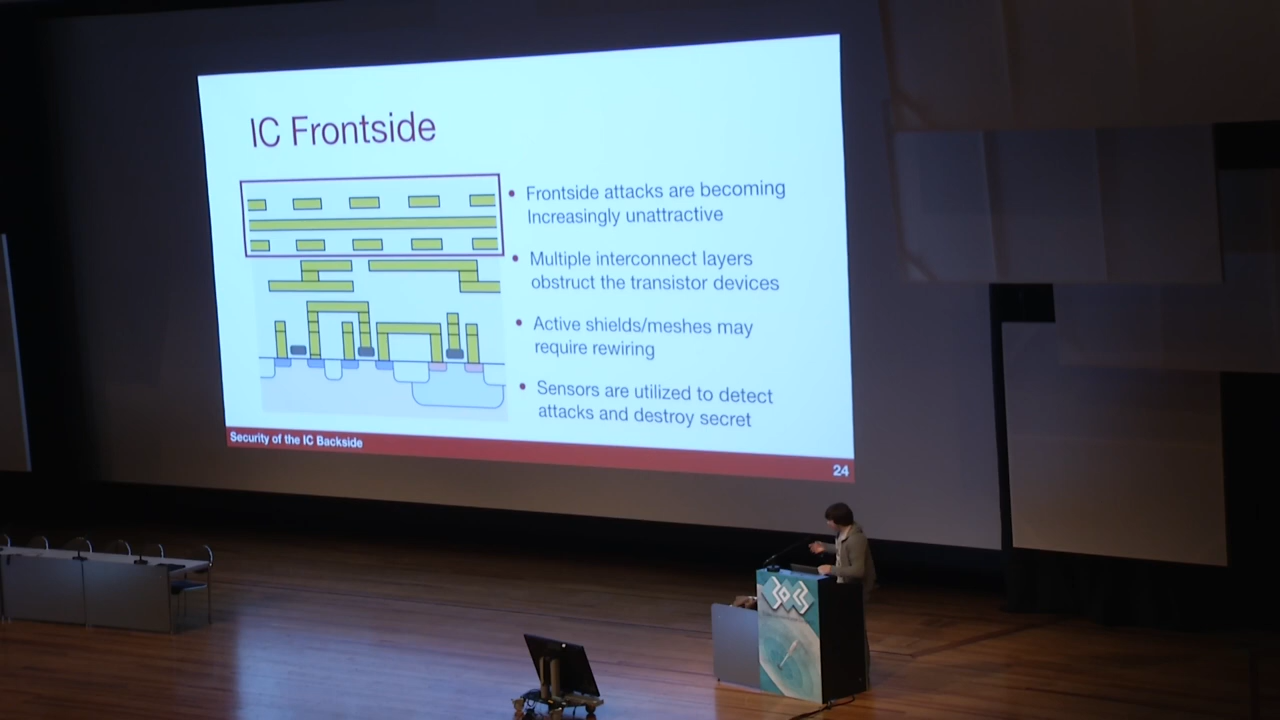 IC Frontside
Frontside attacks are becoming
Increasingly unattractive
Multiple interconnect layers
obstruct the transistor devices
Active shields/meshes may
require rewiring
Sensors are utilized to detect
attacks and destroy secret
Security of the IC Backside
24
30C3